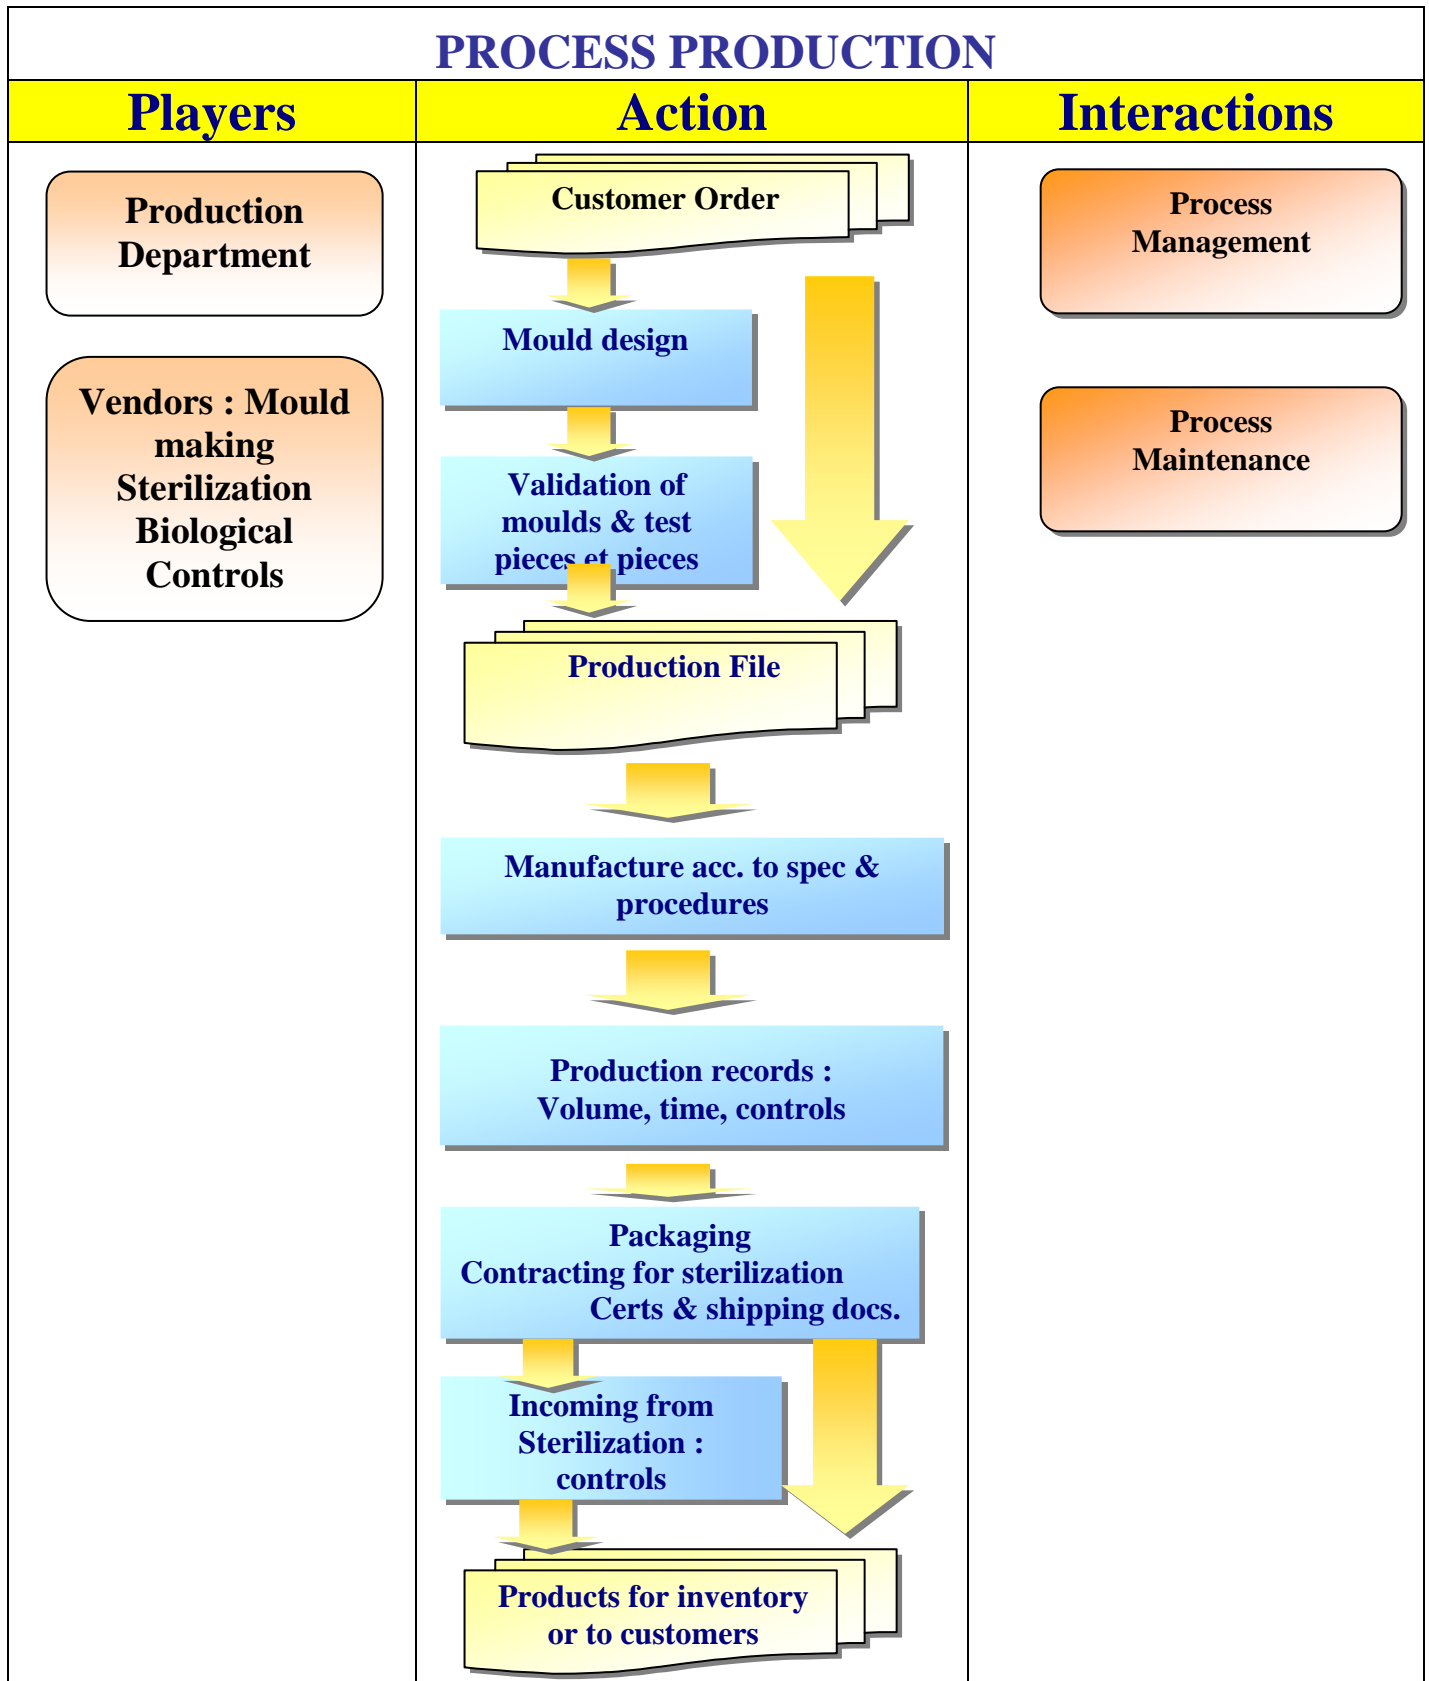 PROCESS PRODUCTION
Players
Action
Interactions
Production
Department
Vendors : Mould
making
Sterilization
Biological
Controls
Customer Order
Mould design
Validation of
moulds & test
pieces et pieces
Production File
Manufacture acc. to spec &
procedures
Production records :
Volume, time, controls
Packaging
Contracting for sterilization
Certs & shipping docs.
Incoming from
Sterilization :
controls
Products for inventory
or to customers
Process
Management
Process
Maintenance